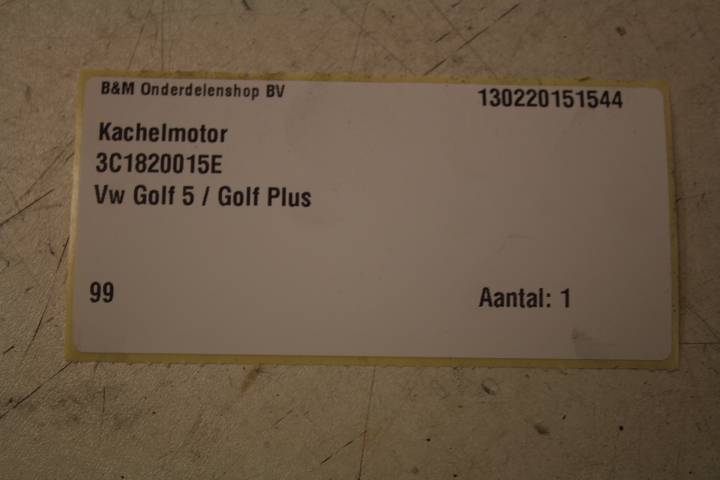 B&M Onderdelenshop BV
130220151544
Kachelmotor
3C1820015E
Vw Golf 5 / Golf Plus
99
Aantal: 1